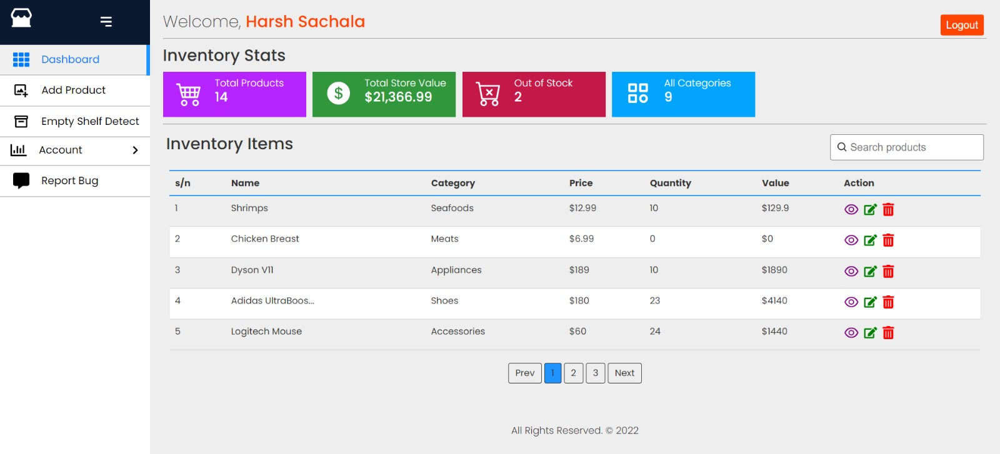 Welcome, Harsh Sachala
Logout
Dashboard
Add Product
Empty Shelf Detect
Account
Report Bug
Inventory Stats
Total Products
14
Total Store Value
$21,366.99
Out of Stock
2
All Categories
9
Inventory Items
Search products
s/n Name Category Price Quantity Value Action
1 Shrimps Seafoods $12.99 10 $129.9
2 Chicken Breast Meats $6.99 0 $0
3 Dyson V11 Appliances $189 10 $1890
4 Adidas UltraBoos... Shoes $180 23 $4140
5 Logitech Mouse Accessories $60 24 $1440
Prev 1 2 3 Next
All Rights Reserved. © 2022